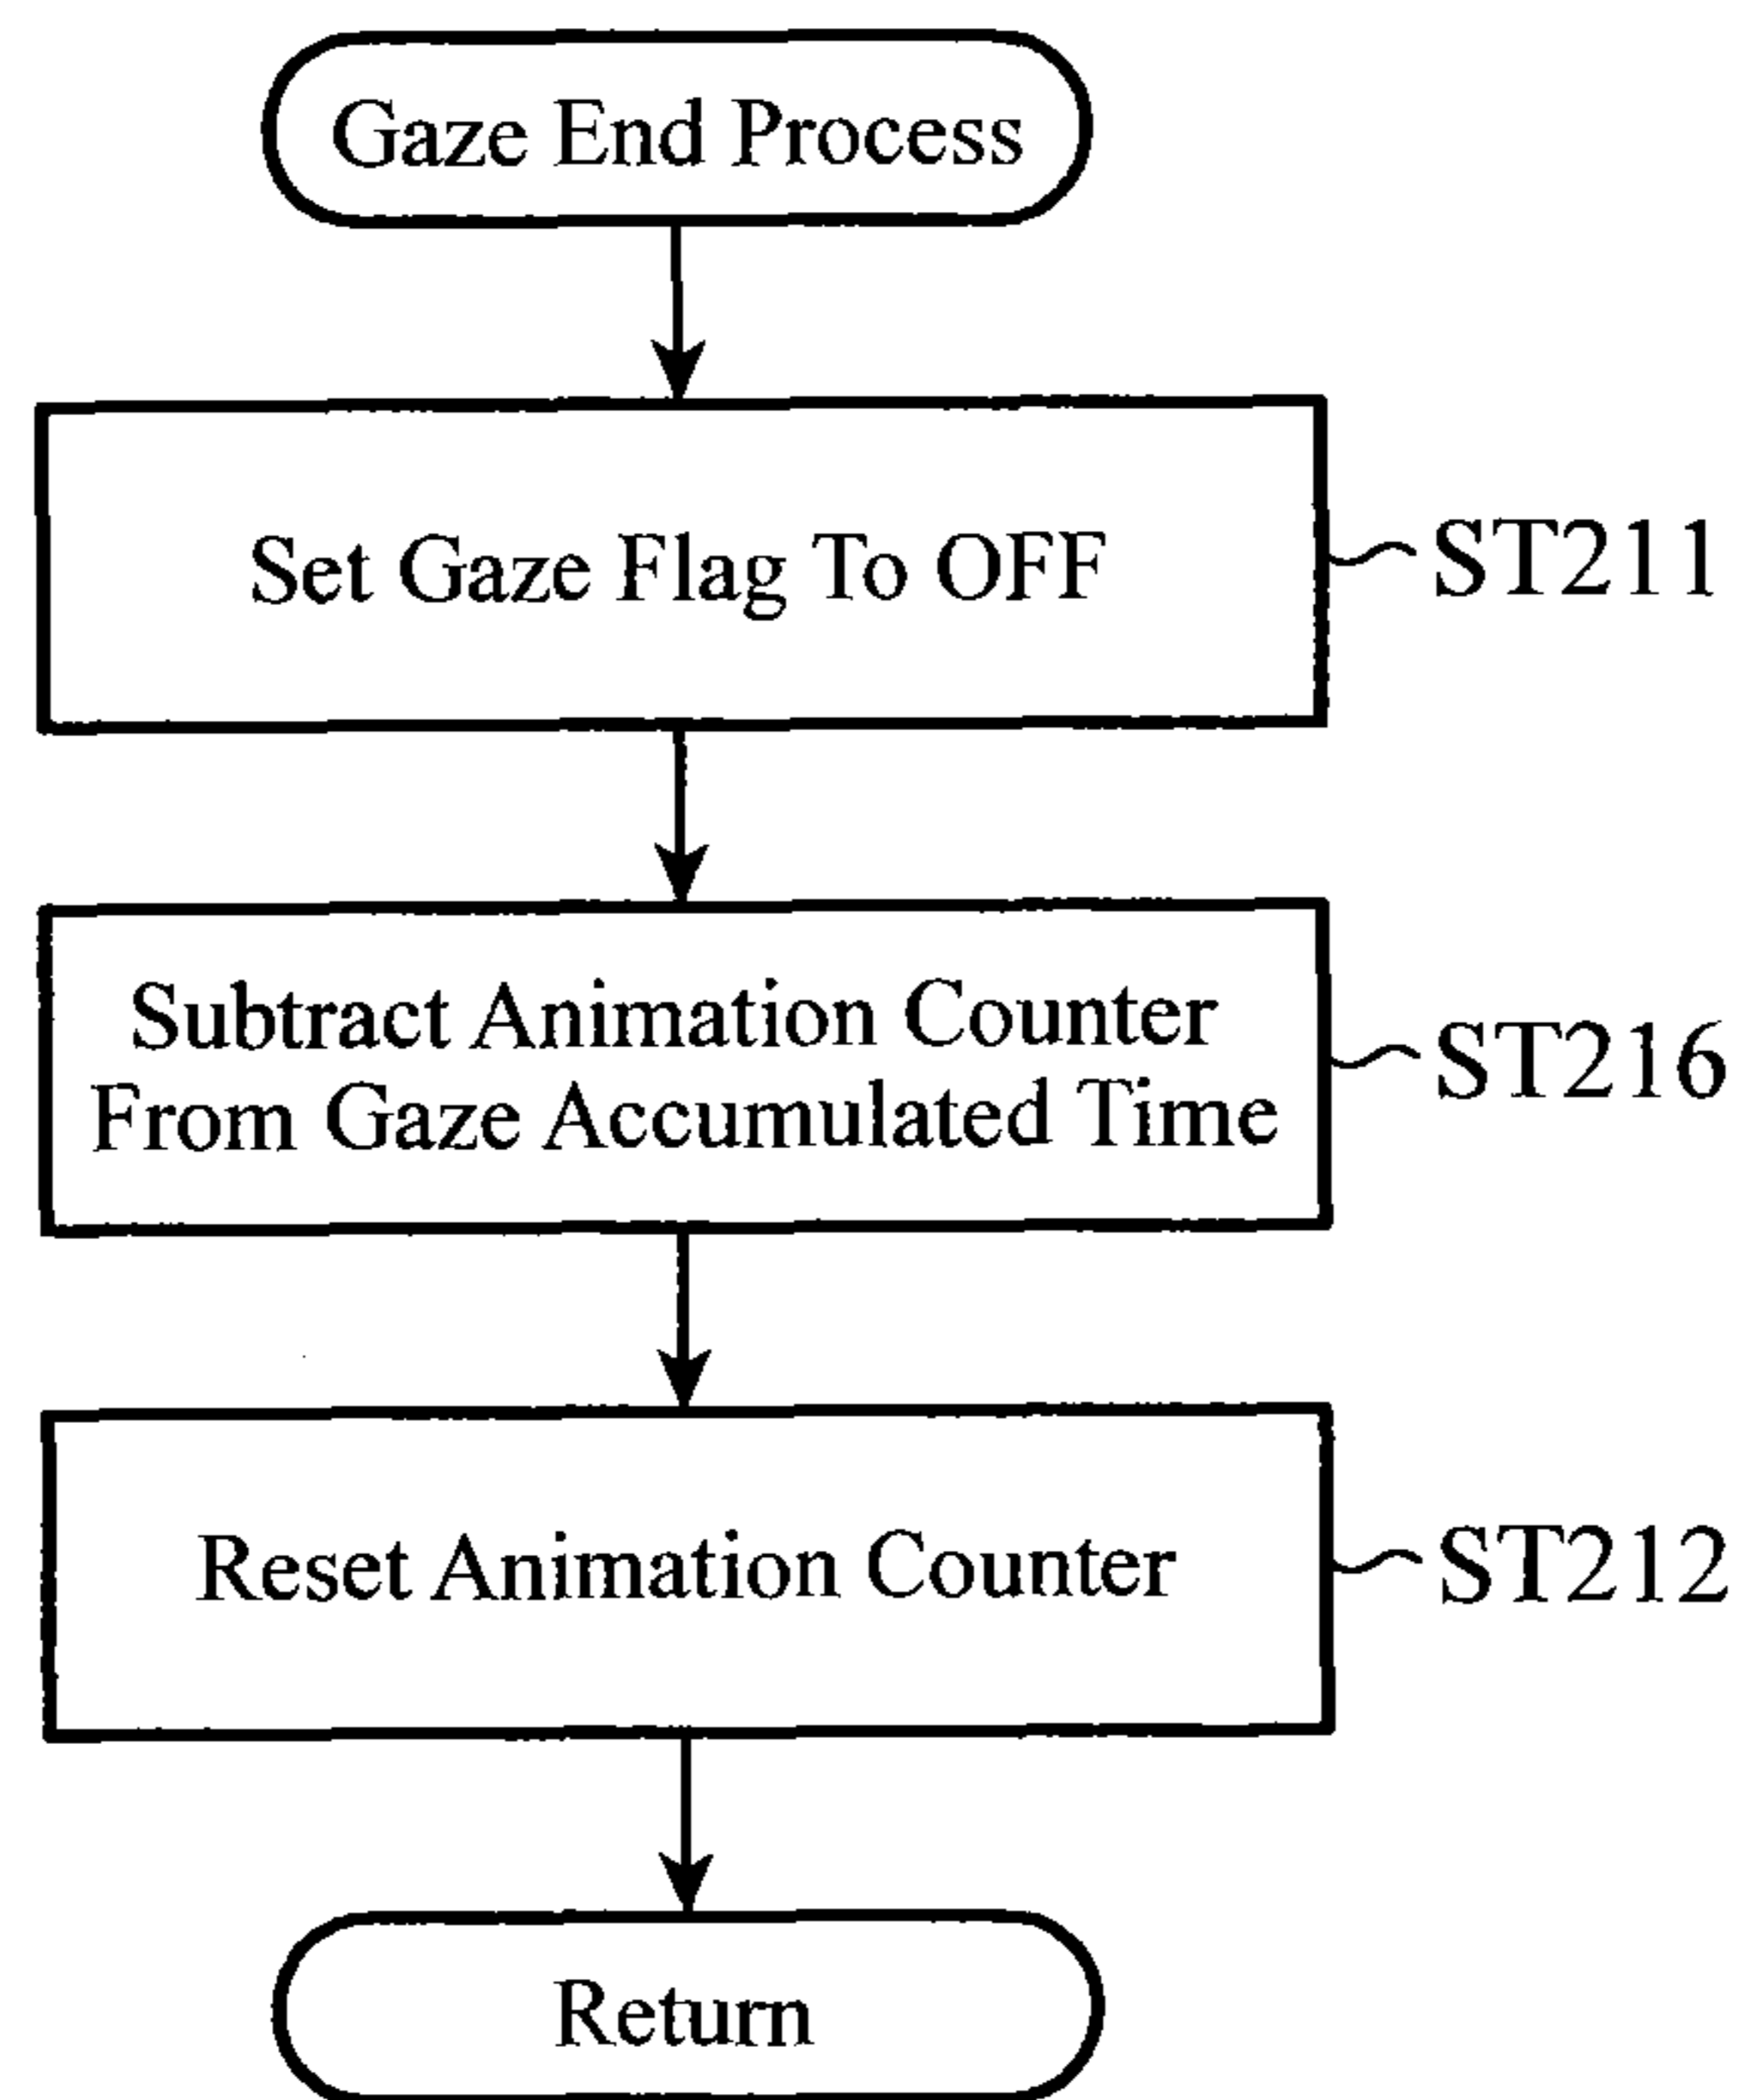 Gaze End Process
Set Gaze Flag To OFF
ST211
Subtract Animation Counter
From Gaze Accumulated Time
ST216
Reset Animation Counter
ST212
Return